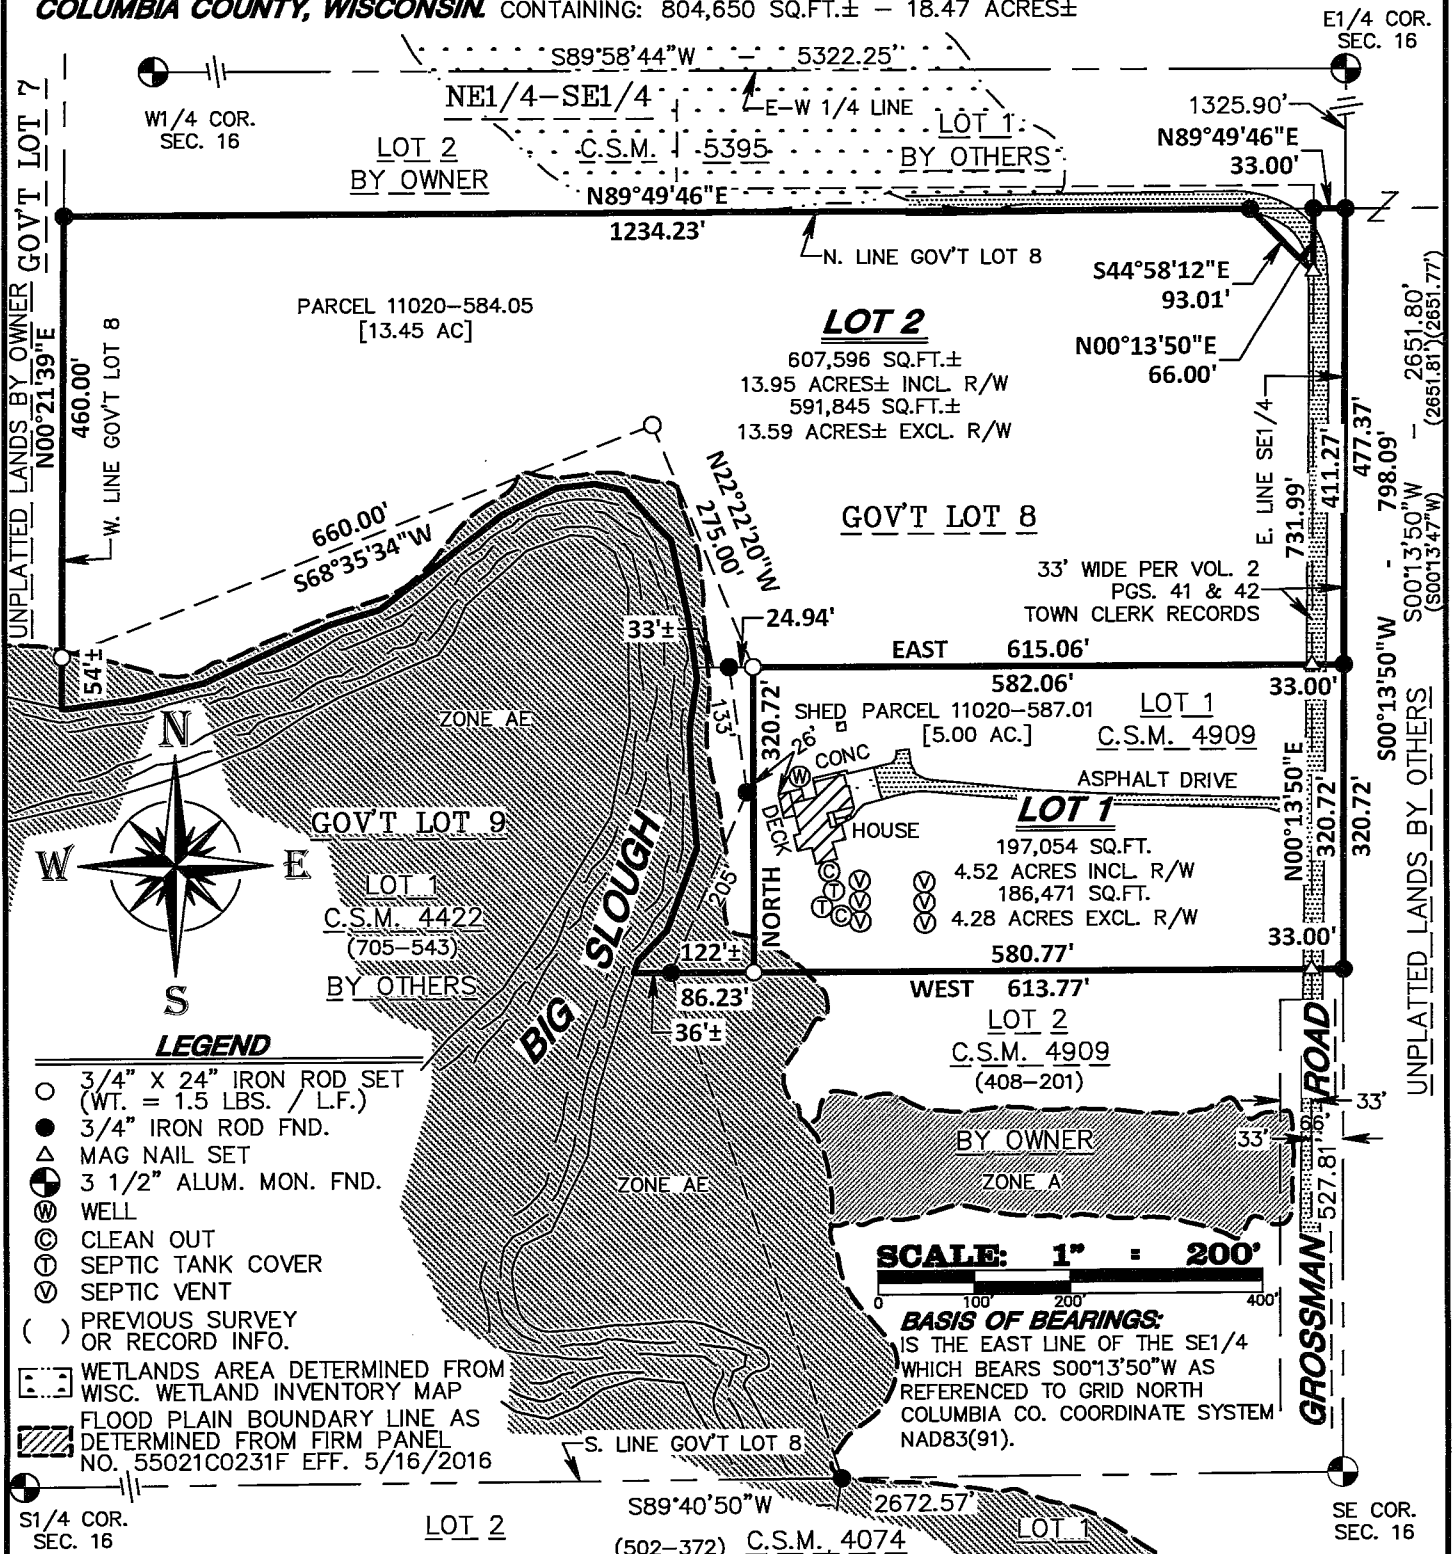 COLUMBIA COUNTY, WISCONSIN. CONTAINING: 804,650 SQ.FT.± – 18.47 ACRES±
E1/4 COR.
SEC. 16
S89°58'44"W – 5322.25'
W1/4 COR.
SEC. 16
NE1/4–SE1/4
E–W 1/4 LINE
1325.90'
N89°49'46"E
33.00'
LOT 2
BY OWNER
C.S.M. 5395
LOT 1
BY OTHERS
N89°49'46"E
1234.23'
N. LINE GOV'T LOT 8
UNPLATTED LANDS BY OWNER GOV'T LOT 7
N00°21'39"E
460.00'
W. LINE GOV'T LOT 8
PARCEL 11020–584.05
[13.45 AC]
S44°58'12"E
93.01'
N00°13'50"E
66.00'
LOT 2
607,596 SQ.FT.±
13.95 ACRES± INCL. R/W
591,845 SQ.FT.±
13.59 ACRES± EXCL. R/W
E. LINE SE1/4
731.99'
411.27'
477.37'
S00°13'50"W - 798.09'
S00°13'50"W – 2651.80'
(S00°13'47"W) (2651.81')(2651.77')
GOV'T LOT 8
33' WIDE PER VOL. 2
PGS. 41 & 42
TOWN CLERK RECORDS
660.00'
S68°35'34"W
N22°22'20"W
275.00'
54'±
33'±
24.94'
EAST 615.06'
582.06'
33.00'
133'
320.72'
NORTH
26'
SHED
PARCEL 11020–587.01
[5.00 AC.]
LOT 1
C.S.M. 4909
CONC
W
DECK
HOUSE
ASPHALT DRIVE
LOT 1
197,054 SQ.FT.
4.52 ACRES INCL. R/W
186,471 SQ.FT.
4.28 ACRES EXCL. R/W
C
T
T
C
V
V
V
V
V
V
N00°13'50"E
320.72'
320.72'
UNPLATTED LANDS BY OTHERS
ZONE AE
N
W E
S
GOV'T LOT 9
LOT 1
C.S.M. 4422
(705–543)
BY OTHERS
BIG SLOUGH
205'
122'±
86.23'
36'±
580.77'
33.00'
WEST 613.77'
LOT 2
C.S.M. 4909
(408–201)
BY OWNER
ZONE A
ZONE AE
33'
66'
33'
527.81'
GROSSMAN ROAD
LEGEND
3/4" X 24" IRON ROD SET
(WT. = 1.5 LBS. / L.F.)
3/4" IRON ROD FND.
MAG NAIL SET
3 1/2" ALUM. MON. FND.
W WELL
C CLEAN OUT
T SEPTIC TANK COVER
V SEPTIC VENT
( ) PREVIOUS SURVEY
OR RECORD INFO.
WETLANDS AREA DETERMINED FROM
WISC. WETLAND INVENTORY MAP
FLOOD PLAIN BOUNDARY LINE AS
DETERMINED FROM FIRM PANEL
NO. 55021C0231F EFF. 5/16/2016
SCALE: 1" = 200'
0 100' 200' 400'
BASIS OF BEARINGS:
IS THE EAST LINE OF THE SE1/4
WHICH BEARS S00°13'50"W AS
REFERENCED TO GRID NORTH
COLUMBIA CO. COORDINATE SYSTEM
NAD83(91).
S. LINE GOV'T LOT 8
S89°40'50"W 2672.57'
S1/4 COR.
SEC. 16
LOT 2
(502–372) C.S.M. 4074
LOT 1
SE COR.
SEC. 16